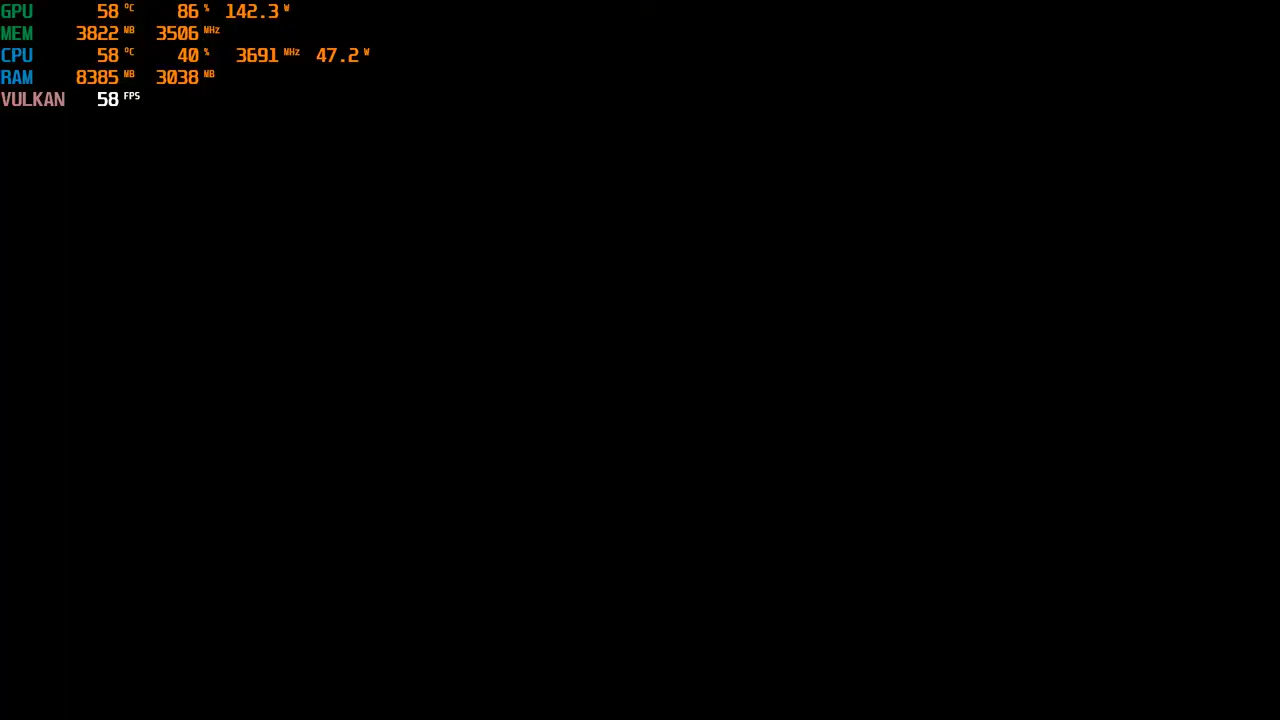 GPU 58 °C 86 % 142.3 W
MEM 3822 MB 3506 MHz
CPU 58 °C 40 % 3691 MHz 47.2 W
RAM 8385 MB 3038 MB
VULKAN 58 FPS